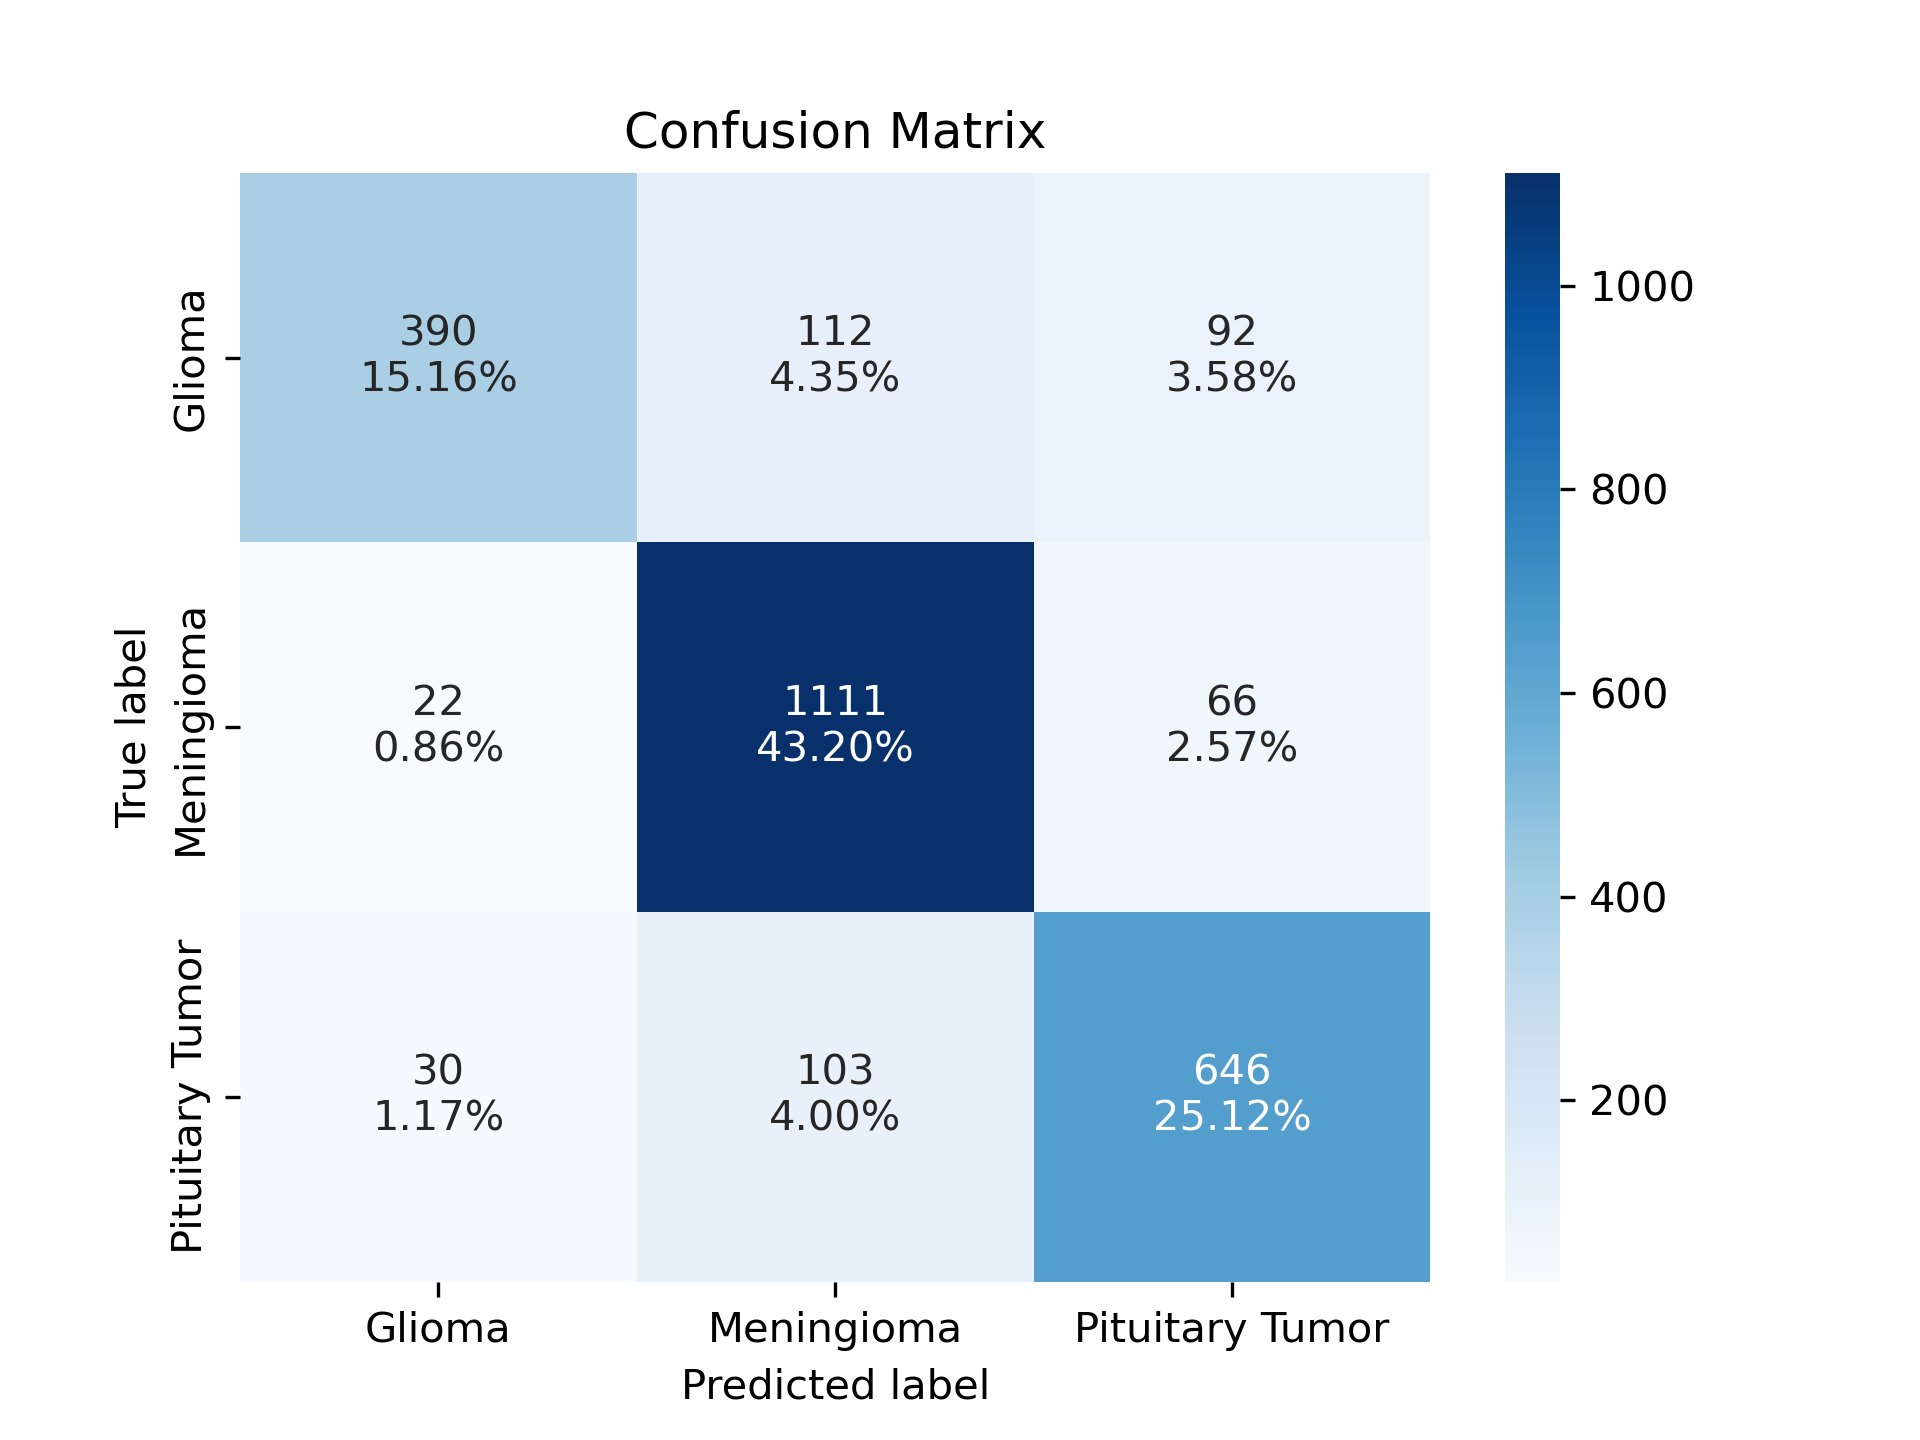 Confusion Matrix
Glioma
390
15.16%
112
4.35%
92
3.58%
True label
Meningioma
22
0.86%
1111
43.20%
66
2.57%
Pituitary Tumor
30
1.17%
103
4.00%
646
25.12%
Glioma
Meningioma
Pituitary Tumor
Predicted label
1000
800
600
400
200